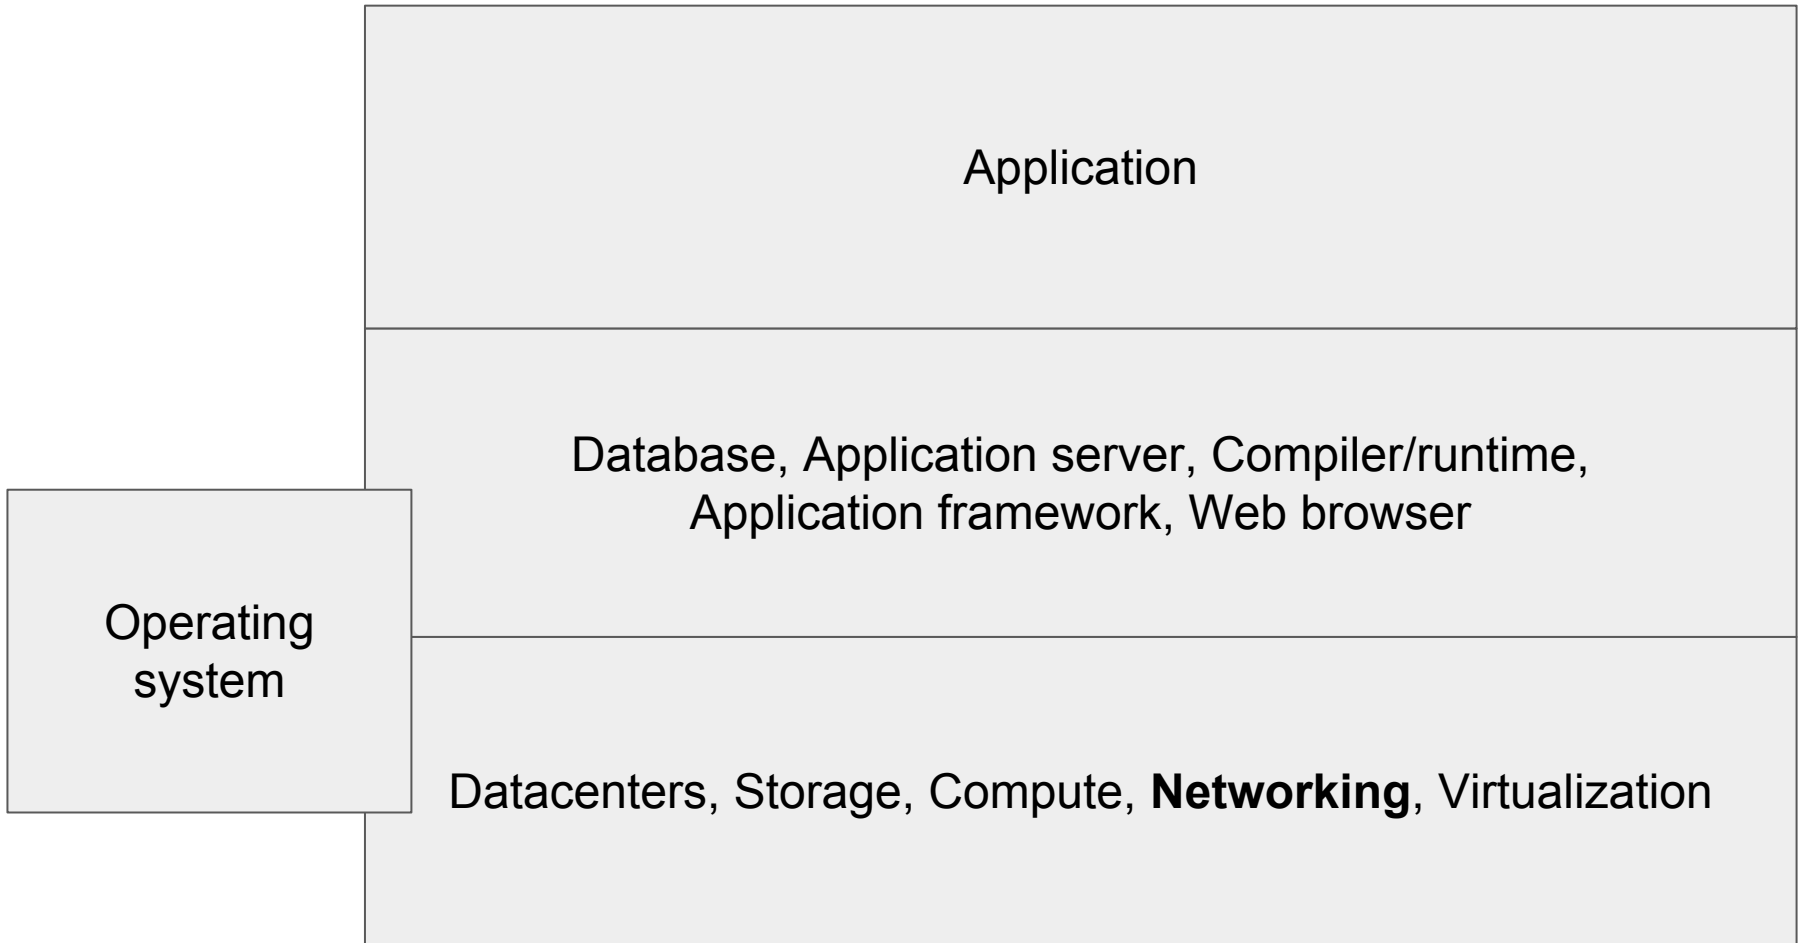 Application
Database, Application server, Compiler/runtime,
Application framework, Web browser
Operating
system
Datacenters, Storage, Compute, Networking, Virtualization